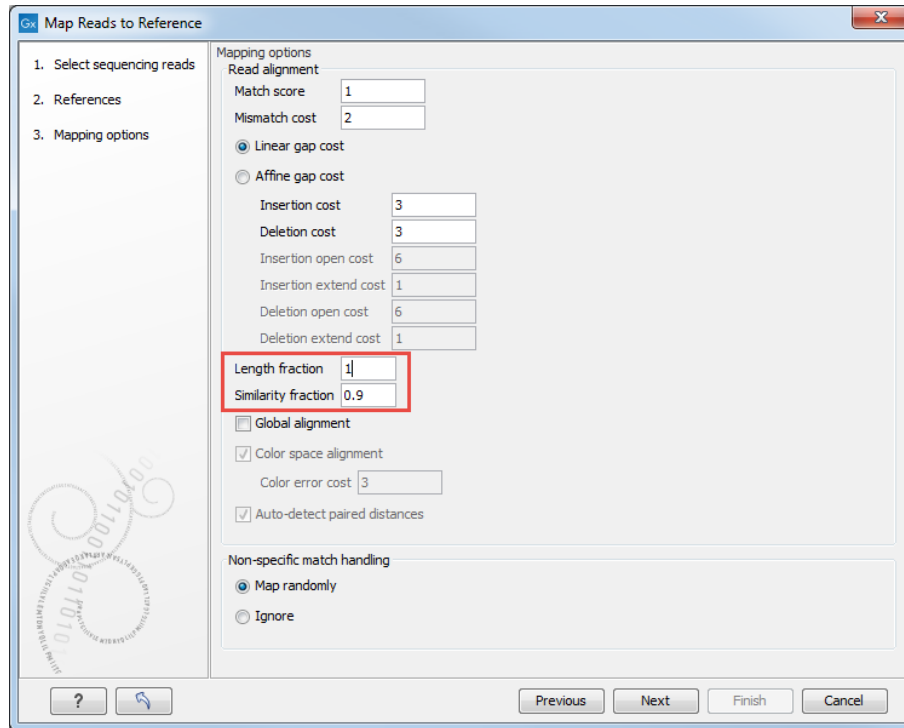 Gx Map Reads to Reference
1. Select sequencing reads
2. References
3. Mapping options
Mapping options
Read alignment
Match score 1
Mismatch cost 2
Linear gap cost
Affine gap cost
Insertion cost 3
Deletion cost 3
Insertion open cost 6
Insertion extend cost 1
Deletion open cost 6
Deletion extend cost 1
Length fraction 1
Similarity fraction 0.9
Global alignment
Color space alignment
Color error cost 3
Auto-detect paired distances
Non-specific match handling
Map randomly
Ignore
? Previous Next Finish Cancel